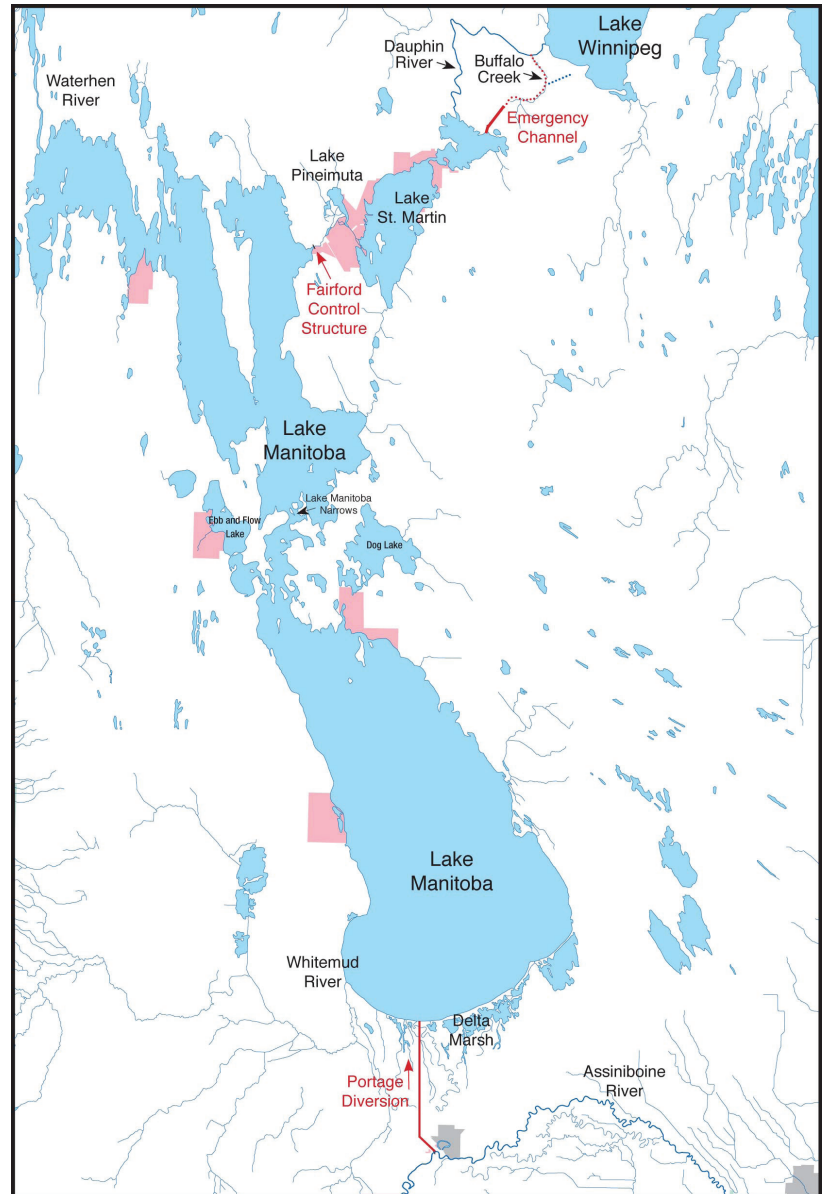 Lake
Winnipeg
Dauphin
River
Buffalo
Creek
Waterhen
River
Emergency
Channel
Lake
Pineimuta
Lake
St. Martin
Fairford
Control
Structure
Lake
Manitoba
Lake Manitoba
Narrows
Ebb and Flow
Lake
Dog Lake
Lake
Manitoba
Whitemud
River
Delta
Marsh
Assiniboine
River
Portage
Diversion